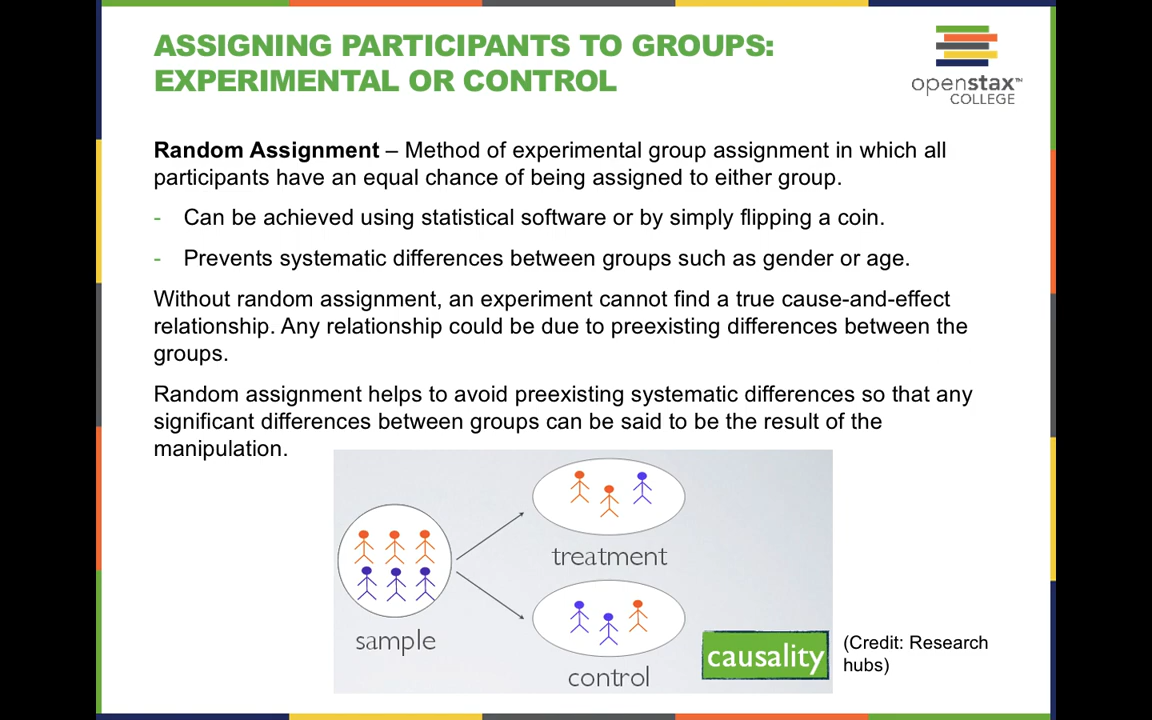 ASSIGNING PARTICIPANTS TO GROUPS:
EXPERIMENTAL OR CONTROL
openstax™
COLLEGE
Random Assignment – Method of experimental group assignment in which all
participants have an equal chance of being assigned to either group.
- Can be achieved using statistical software or by simply flipping a coin.
- Prevents systematic differences between groups such as gender or age.
Without random assignment, an experiment cannot find a true cause-and-effect
relationship. Any relationship could be due to preexisting differences between the
groups.
Random assignment helps to avoid preexisting systematic differences so that any
significant differences between groups can be said to be the result of the
manipulation.
treatment
sample
control
causality
(Credit: Research
hubs)